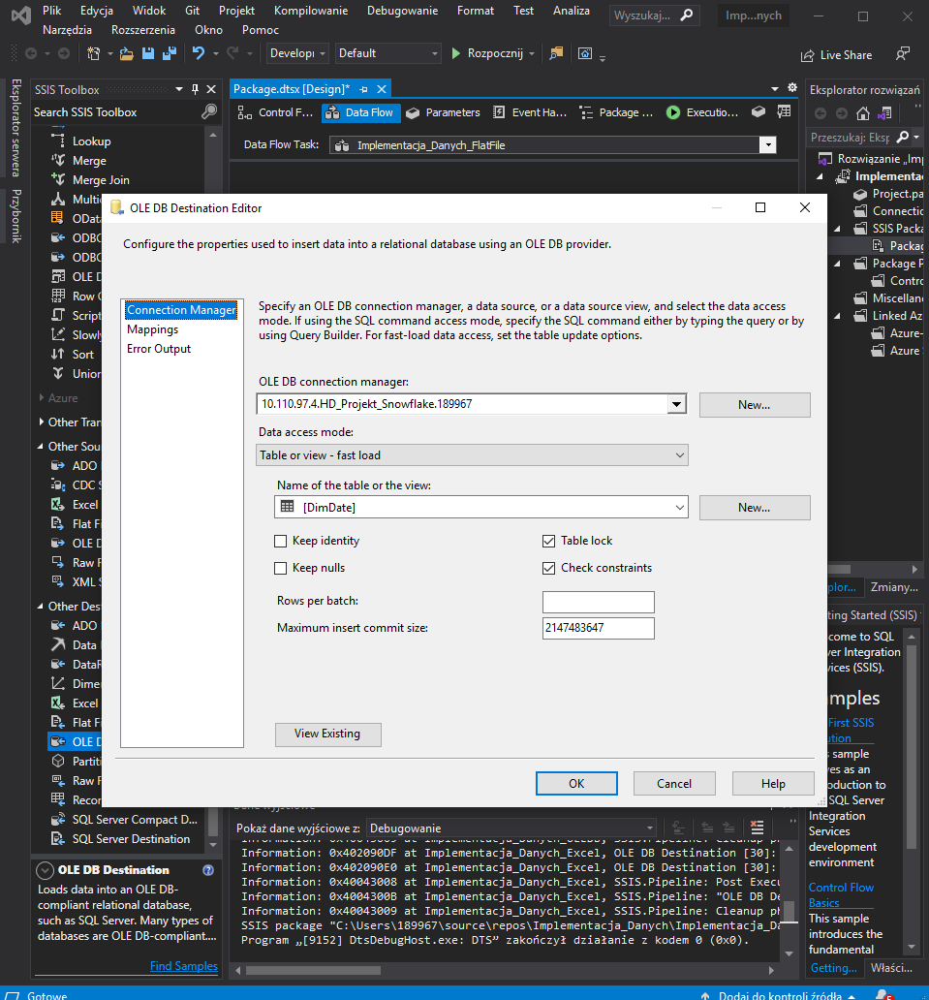 Plik Edycja Widok Git Projekt Kompilowanie Debugowanie Format Test Analiza
Wyszukaj...
Imp...nych
Narzędzia Rozszerzenia Okno Pomoc
Develop
Default
Rozpocznij
Live Share
Eksplorator serwera
Przybornik
SSIS Toolbox
Search SSIS Toolbox
Lookup
Merge
Merge Join
Multi
OData
ODBC
ODBC
OLE D
Row C
Script
Slowly
Sort
Union
Azure
Other Tran
Other Sou
ADO
CDC S
Excel
Flat Fi
OLE D
Raw F
XML S
Other Dest
ADO
Data
DataR
Dimen
Excel
Flat Fi
OLE D
Partiti
Raw F
Recor
SQL Server Compact D...
SQL Server Destination
OLE DB Destination
Loads data into an OLE DB-
compliant relational database,
such as SQL Server. Many types of
databases are OLE DB-compliant....
Find Samples
Package.dtsx [Design]*
Control F...
Data Flow
Parameters
Event Ha...
Package ...
Executio...
Data Flow Task:
Implementacja_Danych_FlatFile
OLE DB Destination Editor
Configure the properties used to insert data into a relational database using an OLE DB provider.
Connection Manager
Mappings
Error Output
Specify an OLE DB connection manager, a data source, or a data source view, and select the data access
mode. If using the SQL command access mode, specify the SQL command either by typing the query or by
using Query Builder. For fast-load data access, set the table update options.
OLE DB connection manager:
10.110.97.4.HD_Projekt_Snowflake.189967
New...
Data access mode:
Table or view - fast load
Name of the table or the view:
[DimDate]
New...
Keep identity
Table lock
Keep nulls
Check constraints
Rows per batch:
Maximum insert commit size:
2147483647
View Existing
OK
Cancel
Help
Dane wyjściowe
Pokaż dane wyjściowe z:
Debugowanie
Information: 0x402090DF at Implementacja_Danych_Excel, OLE DB Destination [30]:
Information: 0x402090E0 at Implementacja_Danych_Excel, OLE DB Destination [30]:
Information: 0x40043008 at Implementacja_Danych_Excel, SSIS.Pipeline: Post Execu
Information: 0x4004300B at Implementacja_Danych_Excel, SSIS.Pipeline: "OLE DB De
Information: 0x40043009 at Implementacja_Danych_Excel, SSIS.Pipeline: Cleanup ph
SSIS package "C:\Users\189967\source\repos\Implementacja_Danych\Implementacja_Da
Program „[9152] DtsDebugHost.exe: DTS” zakończył działanie z kodem 0 (0x0).
Eksplorator rozwiązań
Przeszukaj: Eksp
Rozwiązanie „Imp
Implementac
Project.pa
Connectio
SSIS Packa
Packag
Package P
Contro
Miscellane
Linked Az
Azure-
Azure
plor...
Zmiany...
ting Started (SSIS)
come to SQL
ver Integration
vices (SSIS).
mples
First SSIS
ution
s sample
ves as an
oduction to
SQL Server
Integration
Services
development
environment
Control Flow
Basics
This sample
introduces the
fundamental
Getting...
Właści...
Gotowe
Dodaj do kontroli źródła
5